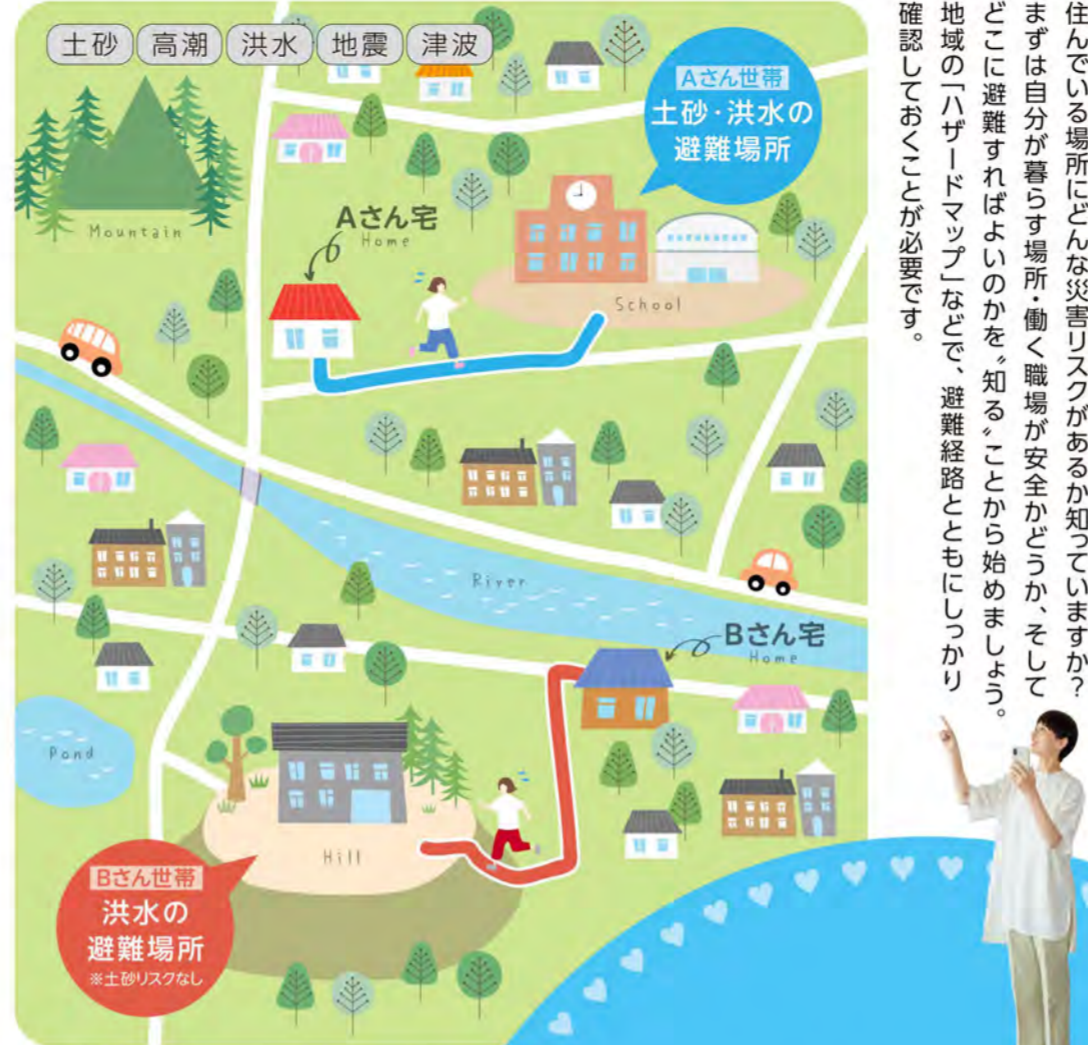 住んでいる場所にどんな災害リスクがあるか知っていますか?
まずは自分が暮らす場所・働く職場が安全かどうか、そして
どこに避難すればよいのかを〝知る〟ことから始めましょう。
地域の「ハザードマップ」などで、避難経路とともにしっかり
確認しておくことが必要です。
土砂 高潮 洪水 地震 津波
Aさん世帯
土砂・洪水の
避難場所
Mountain
Aさん宅
Home
School
River
Bさん宅
Home
Pond
Hill
Bさん世帯
洪水の
避難場所
※土砂リスクなし